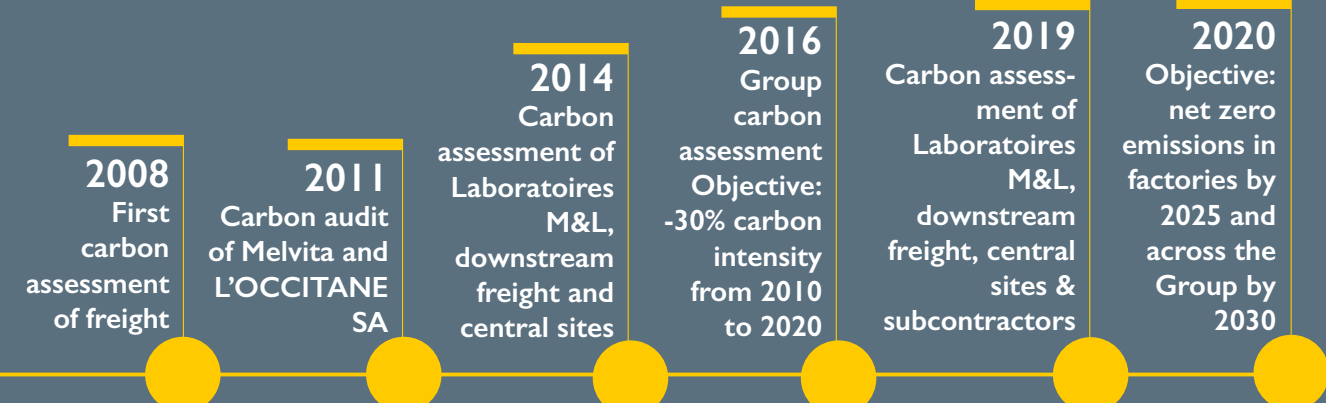 2008
First
carbon
assessment
of freight
2011
Carbon audit
of Melvita and
L'OCCITANE
SA
2014
Carbon
assessment of
Laboratoires
M&L,
downstream
freight and
central sites
2016
Group
carbon
assessment
Objective:
-30% carbon
intensity
from 2010
to 2020
2019
Carbon assess-
ment of
Laboratoires
M&L,
downstream
freight, central
sites &
subcontractors
2020
Objective:
net zero
emissions in
factories by
2025 and
across the
Group by
2030